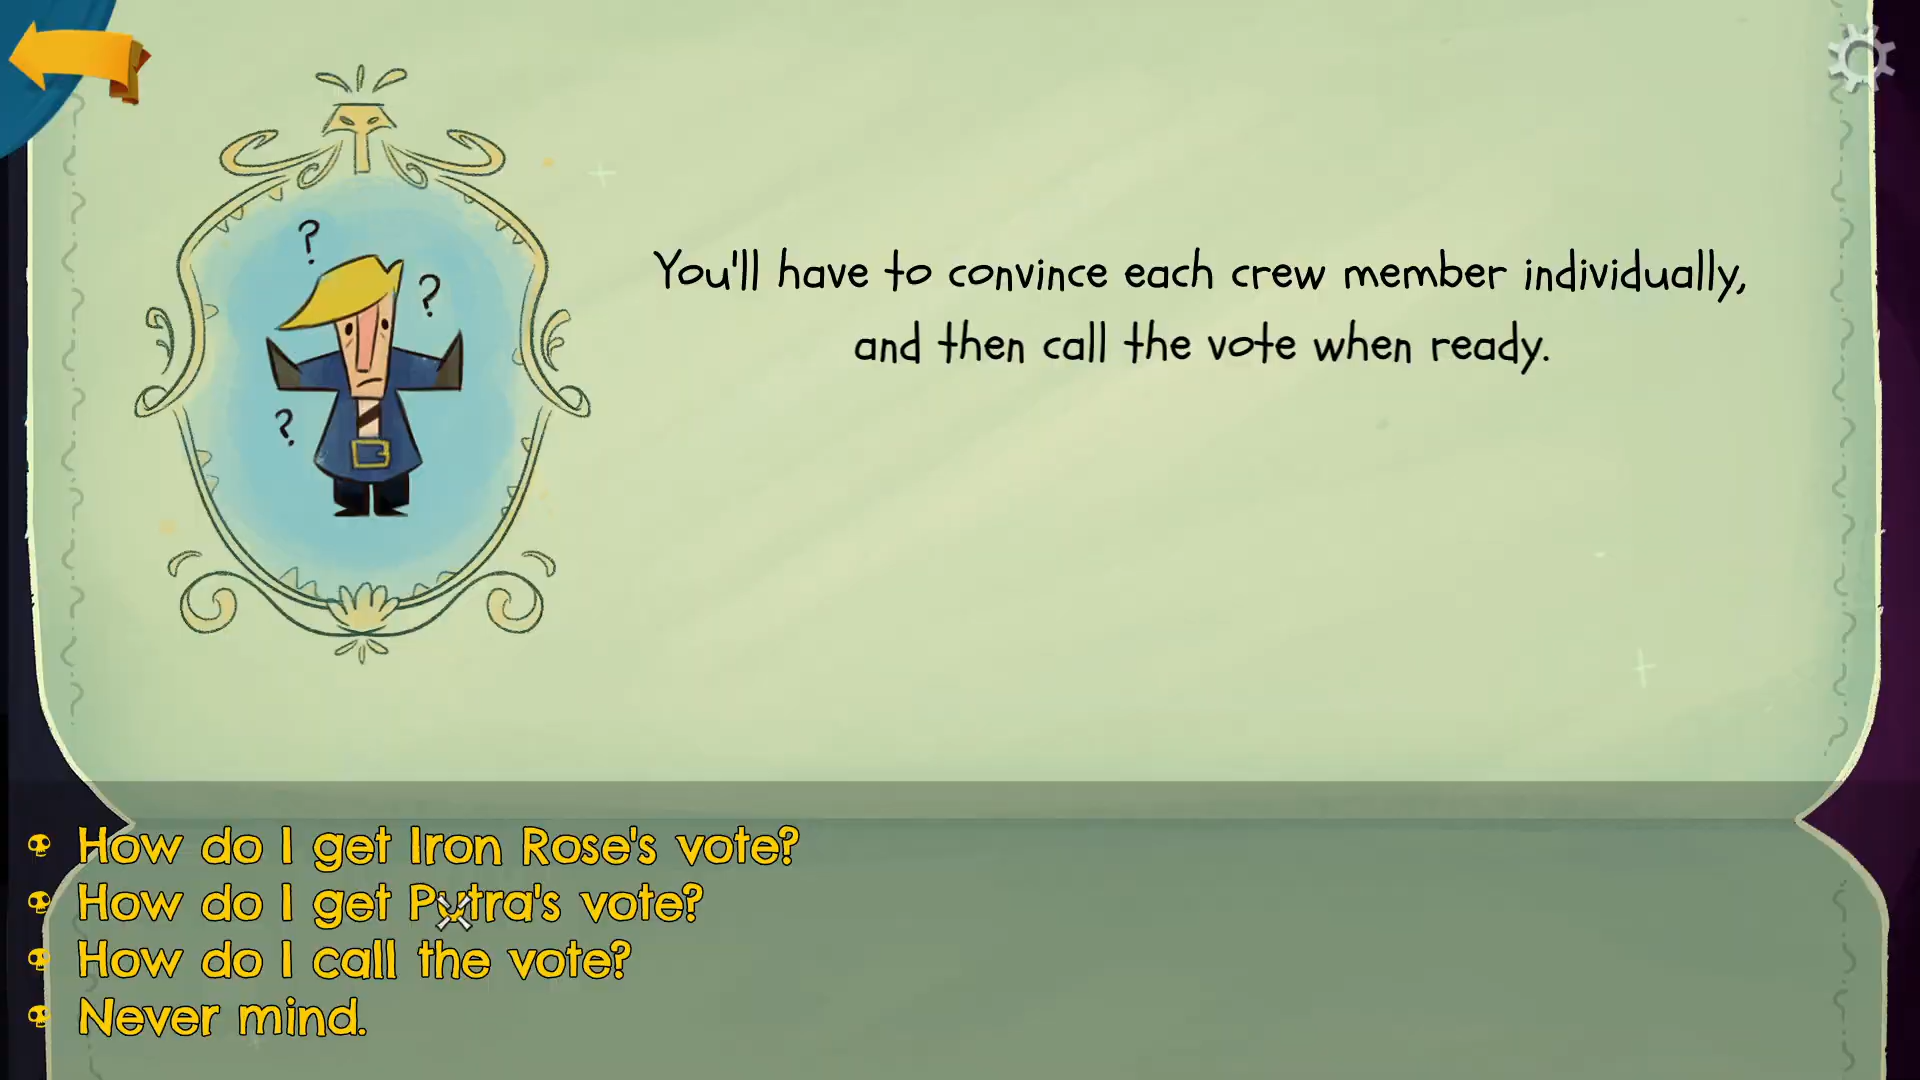 ?
?
?
You'll have to convince each crew member individually,
and then call the vote when ready.
How do I get Iron Rose's vote?
How do I get Putra's vote?
How do I call the vote?
Never mind.